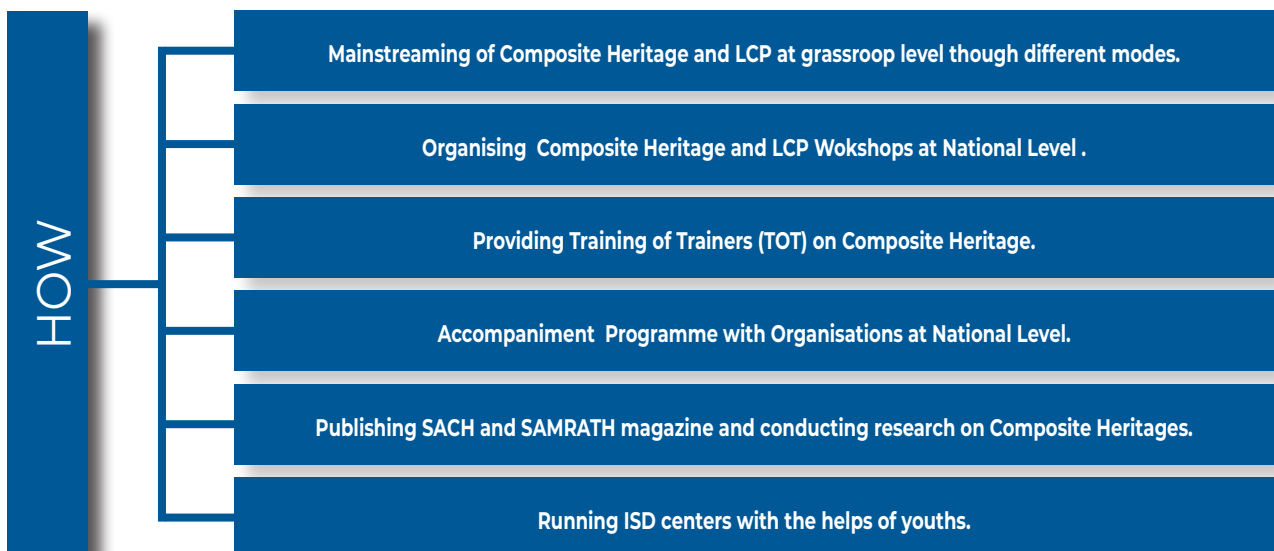 HOW
Mainstreaming of Composite Heritage and LCP at grassroop level though different modes.
Organising Composite Heritage and LCP Wokshops at National Level .
Providing Training of Trainers (TOT) on Composite Heritage.
Accompaniment Programme with Organisations at National Level.
Publishing SACH and SAMRATH magazine and conducting research on Composite Heritages.
Running ISD centers with the helps of youths.